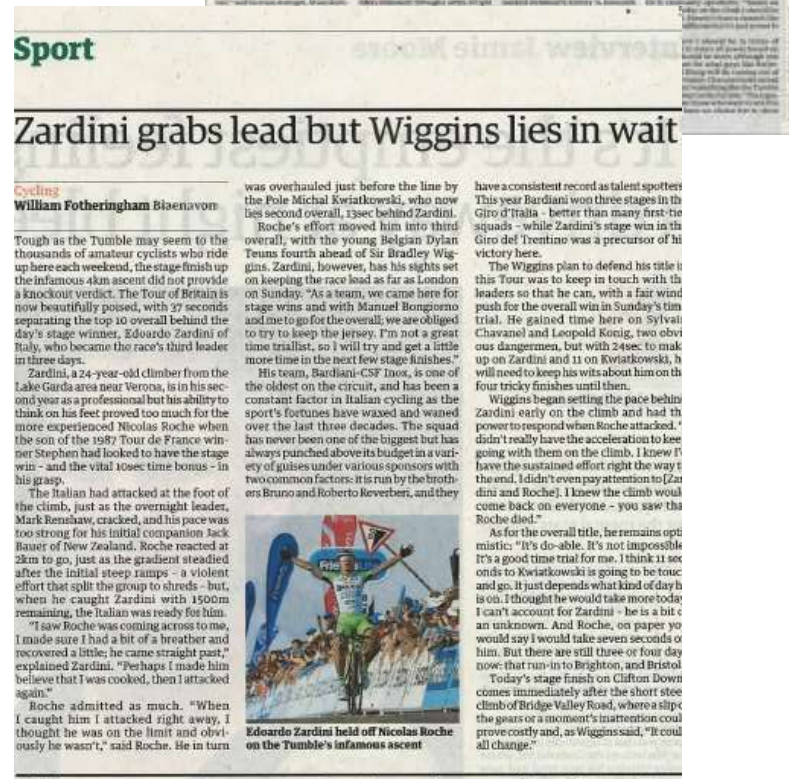 Sport
Zardini grabs lead but Wiggins lies in wait
Cycling
William Fotheringham Blaenavon
Tough as the Tumble may seem to the
thousands of amateur cyclists who ride
up here each weekend, the stage finish up
the infamous 4km ascent did not provide
a knockout verdict. The Tour of Britain is
now beautifully poised, with 37 seconds
separating the top 10 overall behind the
day's stage winner, Edoardo Zardini of
Italy, who became the race's third leader
in three days.
Zardini, a 24-year-old climber from the
Lake Garda area near Verona, is in his sec-
ond year as a professional but his ability to
think on his feet proved too much for the
more experienced Nicolas Roche when
the son of the 1987 Tour de France win-
ner Stephen had looked to have the stage
win – and the vital 10sec time bonus – in
his grasp.
The Italian had attacked at the foot of
the climb, just as the overnight leader,
Mark Renshaw, cracked, and his pace was
too strong for his initial companion Jack
Bauer of New Zealand. Roche reacted at
2km to go, just as the gradient steadied
after the initial steep ramps – a violent
effort that split the group to shreds – but,
when he caught Zardini with 1500m
remaining, the Italian was ready for him.
"I saw Roche was coming across to me,
I made sure I had a bit of a breather and
recovered a little; he came straight past,"
explained Zardini. "Perhaps I made him
believe that I was cooked, then I attacked
again."
Roche admitted as much. "When
I caught him I attacked right away, I
thought he was on the limit and obvi-
ously he wasn't," said Roche. He in turn
was overhauled just before the line by
the Pole Michal Kwiatkowski, who now
lies second overall, 13sec behind Zardini.
Roche's effort moved him into third
overall, with the young Belgian Dylan
Teuns fourth ahead of Sir Bradley Wig-
gins. Zardini, however, has his sights set
on keeping the race lead as far as London
on Sunday. "As a team, we came here for
stage wins and with Manuel Bongiorno
and me to go for the overall; we are obliged
to try to keep the jersey. I'm not a great
time triallist, so I will try and get a little
more time in the next few stage finishes."
His team, Bardiani-CSF Inox, is one of
the oldest on the circuit, and has been a
constant factor in Italian cycling as the
sport's fortunes have waxed and waned
over the last three decades. The squad
has never been one of the biggest but has
always punched above its budget in a vari-
ety of guises under various sponsors with
two common factors: it is run by the broth-
ers Bruno and Roberto Reverberi, and they
Edoardo Zardini held off Nicolas Roche
on the Tumble's infamous ascent
have a consistent record as talent spotters
This year Bardiani won three stages in th
Giro d'Italia – better than many first-tie
squads – while Zardini's stage win in th
Giro del Trentino was a precursor of hi
victory here.
The Wiggins plan to defend his title i
this Tour was to keep in touch with th
leaders so that he can, with a fair wind
push for the overall win in Sunday's tim
trial. He gained time here on Sylvai
Chavanel and Leopold Konig, two obvi
ous dangermen, but with 24sec to mak
up on Zardini and 11 on Kwiatkowski, h
will need to keep his wits about him on th
four tricky finishes until then.
Wiggins began setting the pace behin
Zardini early on the climb and had th
power to respond when Roche attacked. "
didn't really have the acceleration to kee
going with them on the climb. I knew I'
have the sustained effort right the way t
the end. I didn't even pay attention to [Za
dini and Roche]. I knew the climb woul
come back on everyone – you saw tha
Roche died."
As for the overall title, he remains opti
mistic: "It's do-able. It's not impossible
It's a good time trial for me. I think 11 sec
onds to Kwiatkowski is going to be touc
and go. It just depends what kind of day h
is on. I thought he would take more today
I can't account for Zardini – he is a bit o
an unknown. And Roche, on paper yo
would say I would take seven seconds o
him. But there are still three or four day
now: that run-in to Brighton, and Bristol
Today's stage finish on Clifton Down
comes immediately after the short stee
climb of Bridge Valley Road, where a slip o
the gears or a moment's inattention coul
prove costly and, as Wiggins said, "It coul
all change."